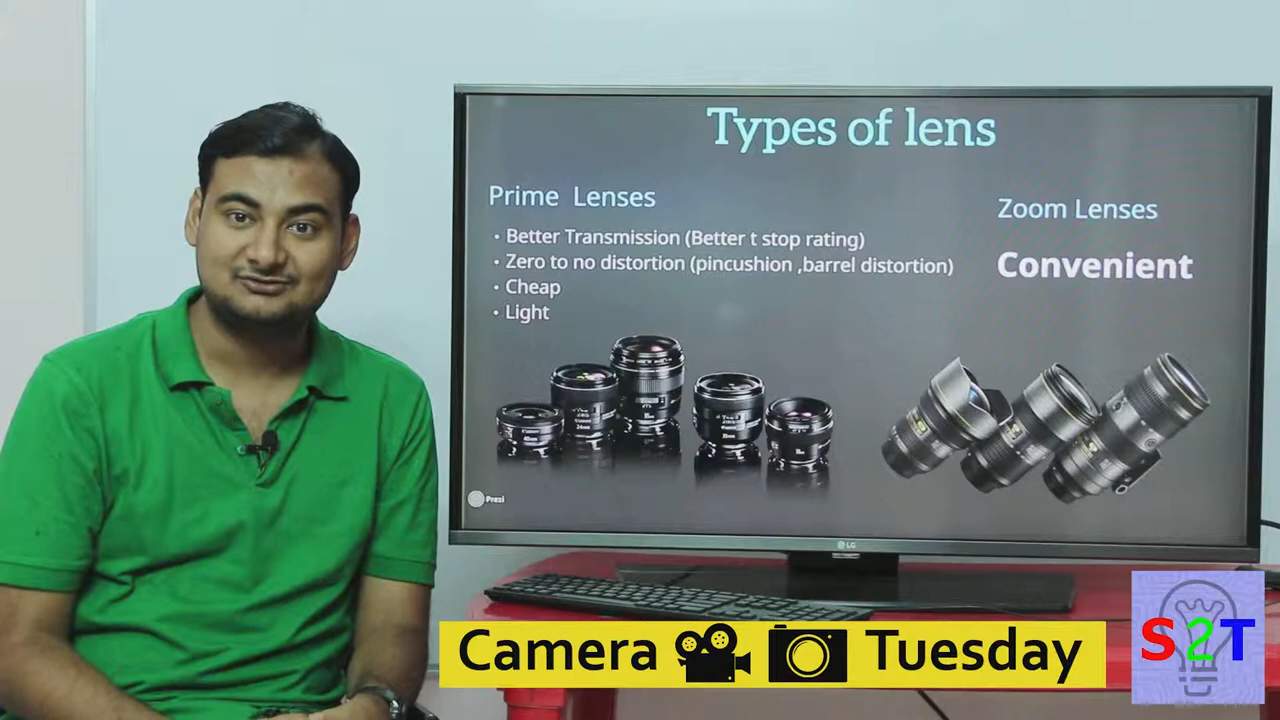 Types of lens
Prime Lenses
• Better Transmission (Better t stop rating)
• Zero to no distortion (pincushion ,barrel distortion)
• Cheap
• Light
Zoom Lenses
Convenient
Prezi
LG
Camera Tuesday
S2T